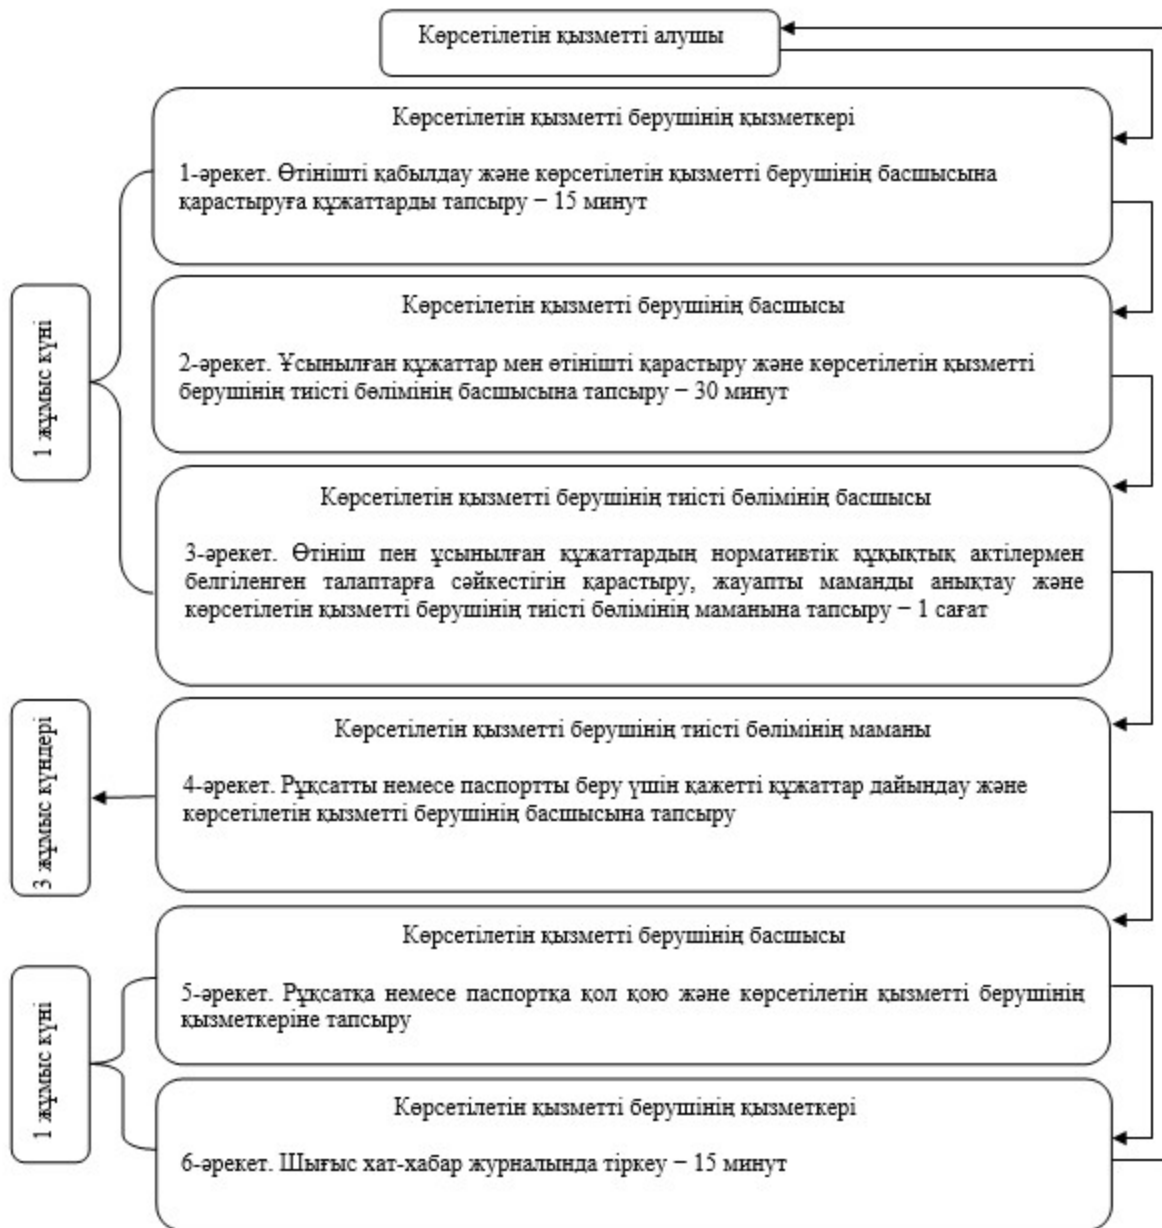 Көрсетілетін қызметті алушы
Көрсетілетін қызметті берушінің қызметкері
1-әрекет. Өтінішті қабылдау және көрсетілетін қызметті берушінің басшысына
қарастыруға құжаттарды тапсыру − 15 минут
Көрсетілетін қызметті берушінің басшысы
2-әрекет. Ұсынылған құжаттар мен өтінішті қарастыру және көрсетілетін қызметті
берушінің тиісті бөлімінің басшысына тапсыру − 30 минут
Көрсетілетін қызметті берушінің тиісті бөлімінің басшысы
3-әрекет. Өтініш пен ұсынылған құжаттардың нормативтік құқықтық актілермен
белгіленген талаптарға сәйкестігін қарастыру, жауапты маманды анықтау және
көрсетілетін қызметті берушінің тиісті бөлімінің маманына тапсыру − 1 сағат
1 жұмыс күні
Көрсетілетін қызметті берушінің тиісті бөлімінің маманы
4-әрекет. Рұқсатты немесе паспортты беру үшін қажетті құжаттар дайындау және
көрсетілетін қызметті берушінің басшысына тапсыру
3 жұмыс күндері
Көрсетілетін қызметті берушінің басшысы
5-әрекет. Рұқсатқа немесе паспортқа қол қою және көрсетілетін қызметті берушінің
қызметкеріне тапсыру
Көрсетілетін қызметті берушінің қызметкері
6-әрекет. Шығыс хат-хабар журналында тіркеу − 15 минут
1 жұмыс күні